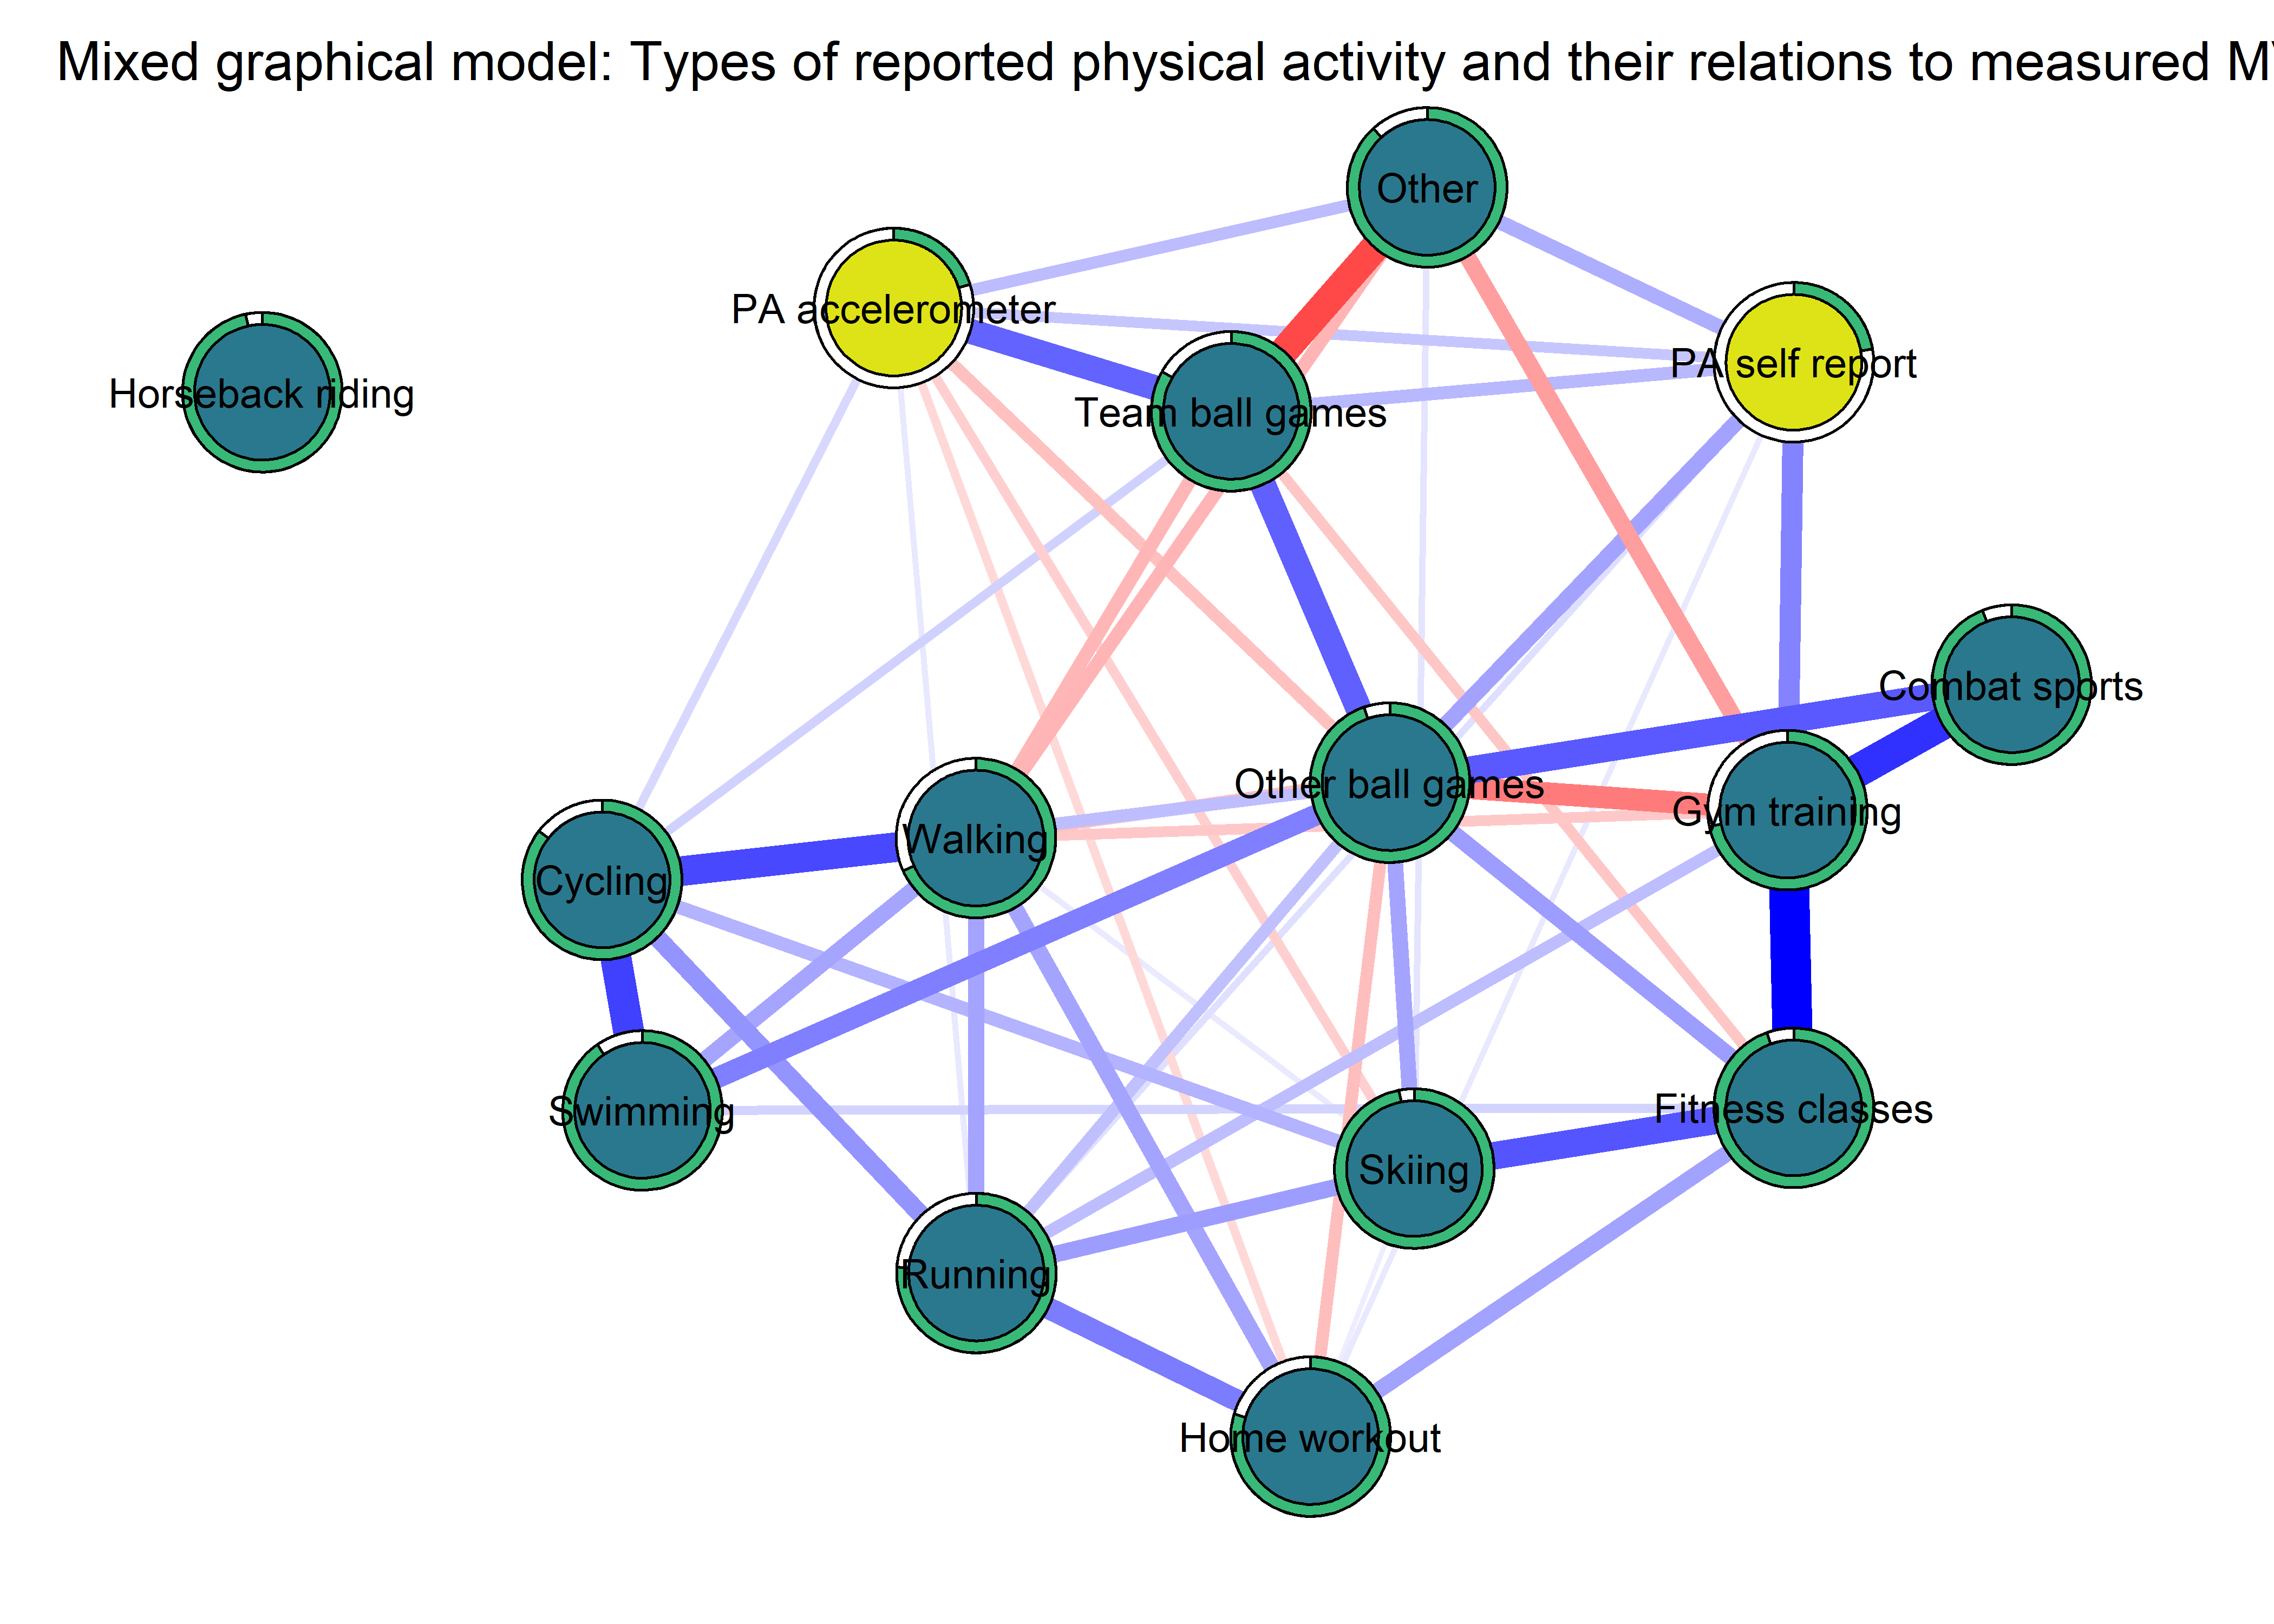 Mixed graphical model: Types of reported physical activity and their relations to measured
Other
PA accelerometer
PA self report
Horseback riding
Team ball games
Combat sports
Other ball games
Gym training
Walking
Cycling
Swimming
Fitness classes
Skiing
Running
Home workout